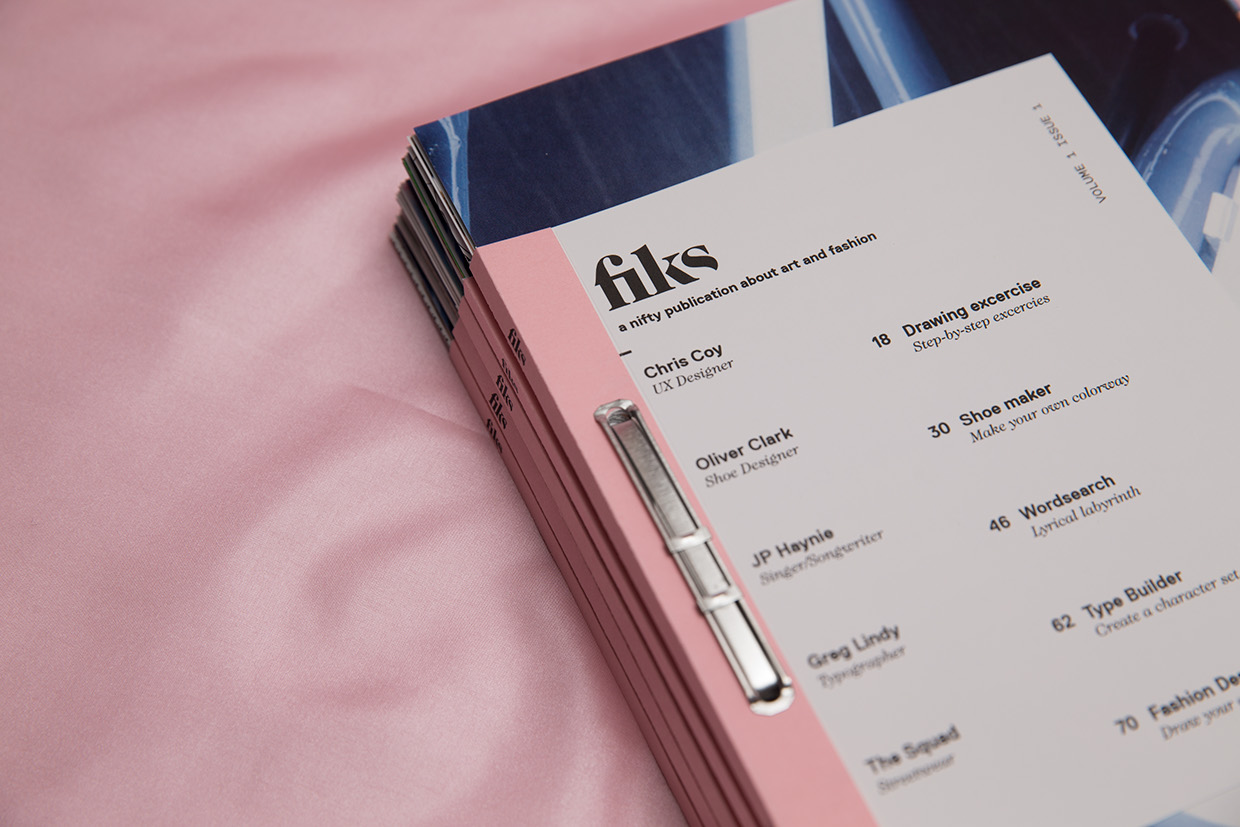 VOLUME 1 ISSUE 1
fiks
a nifty publication about art and fashion
Chris Coy
UX Designer
18 Drawing excercise
Step-by-step excercies
Oliver Clark
Shoe Designer
30 Shoe maker
Make your own colorway
JP Haynie
Singer/Songwriter
46 Wordsearch
Lyrical labyrinth
Greg Lindy
Typographer
62 Type Builder
Create a character set
The Squad
Streetwear
70 Fashion
Draw your
fiks
fiks
fiks
fiks
fiks